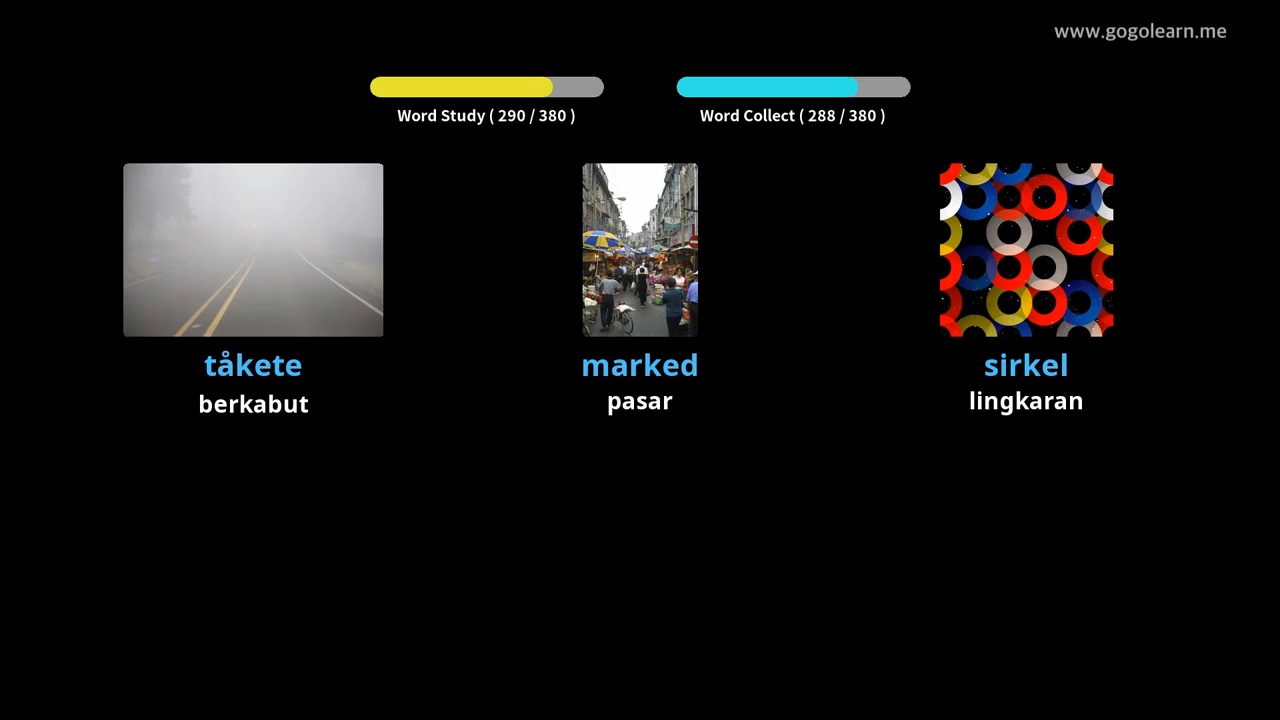 www.gogolearn.me
Word Study ( 290 / 380 )
Word Collect ( 288 / 380 )
tåkete
berkabut
marked
pasar
sirkel
lingkaran